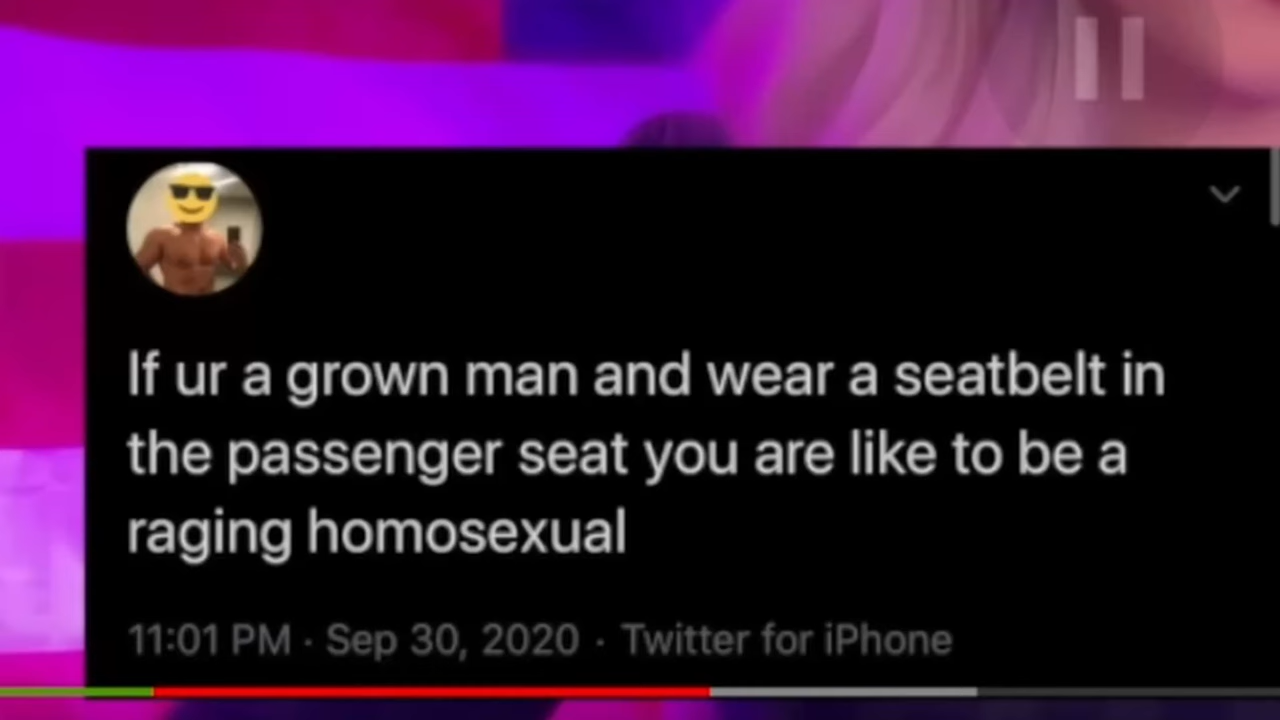 If ur a grown man and wear a seatbelt in
the passenger seat you are like to be a
raging homosexual
11:01 PM · Sep 30, 2020 · Twitter for iPhone